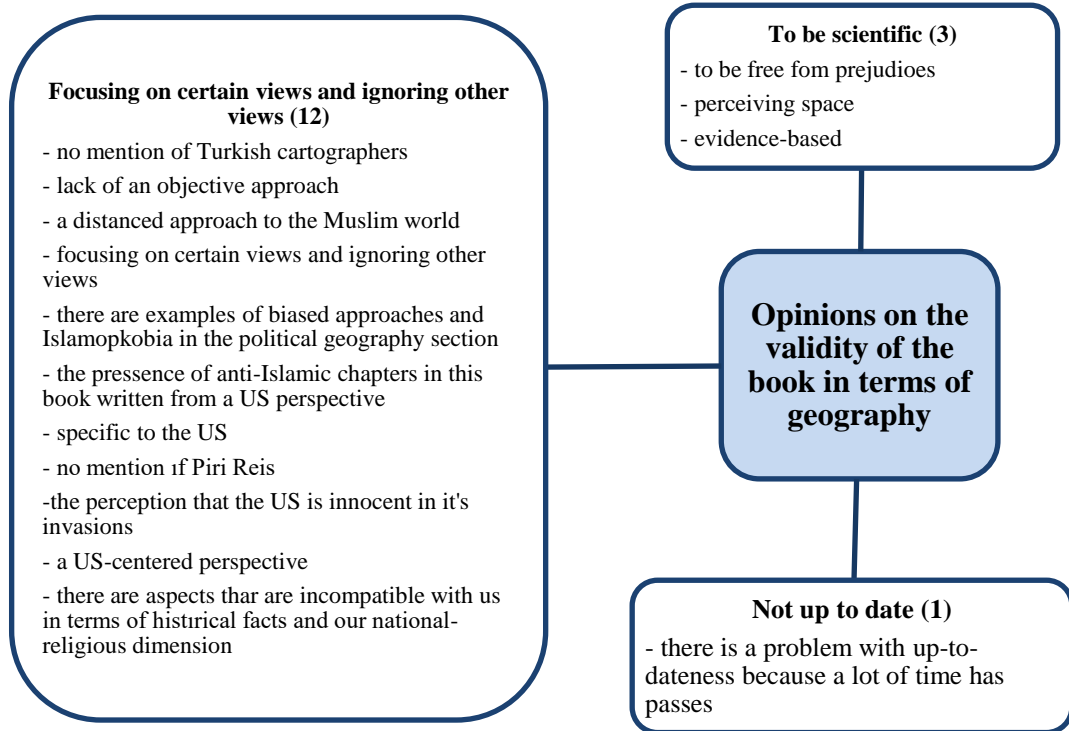 Focusing on certain views and ignoring other
views (12)
- no mention of Turkish cartographers
- lack of an objective approach
- a distanced approach to the Muslim world
- focusing on certain views and ignoring other
views
- there are examples of biased approaches and
Islamopkobia in the political geography section
- the pressence of anti-Islamic chapters in this
book written from a US perspective
- specific to the US
- no mention ıf Piri Reis
-the perception that the US is innocent in it's
invasions
- a US-centered perspective
- there are aspects thar are incompatible with us
in terms of histırical facts and our national-
religious dimension
To be scientific (3)
- to be free fom prejudioes
- perceiving space
- evidence-based
Opinions on the
validity of the
book in terms of
geography
Not up to date (1)
- there is a problem with up-to-
dateness because a lot of time has
passes